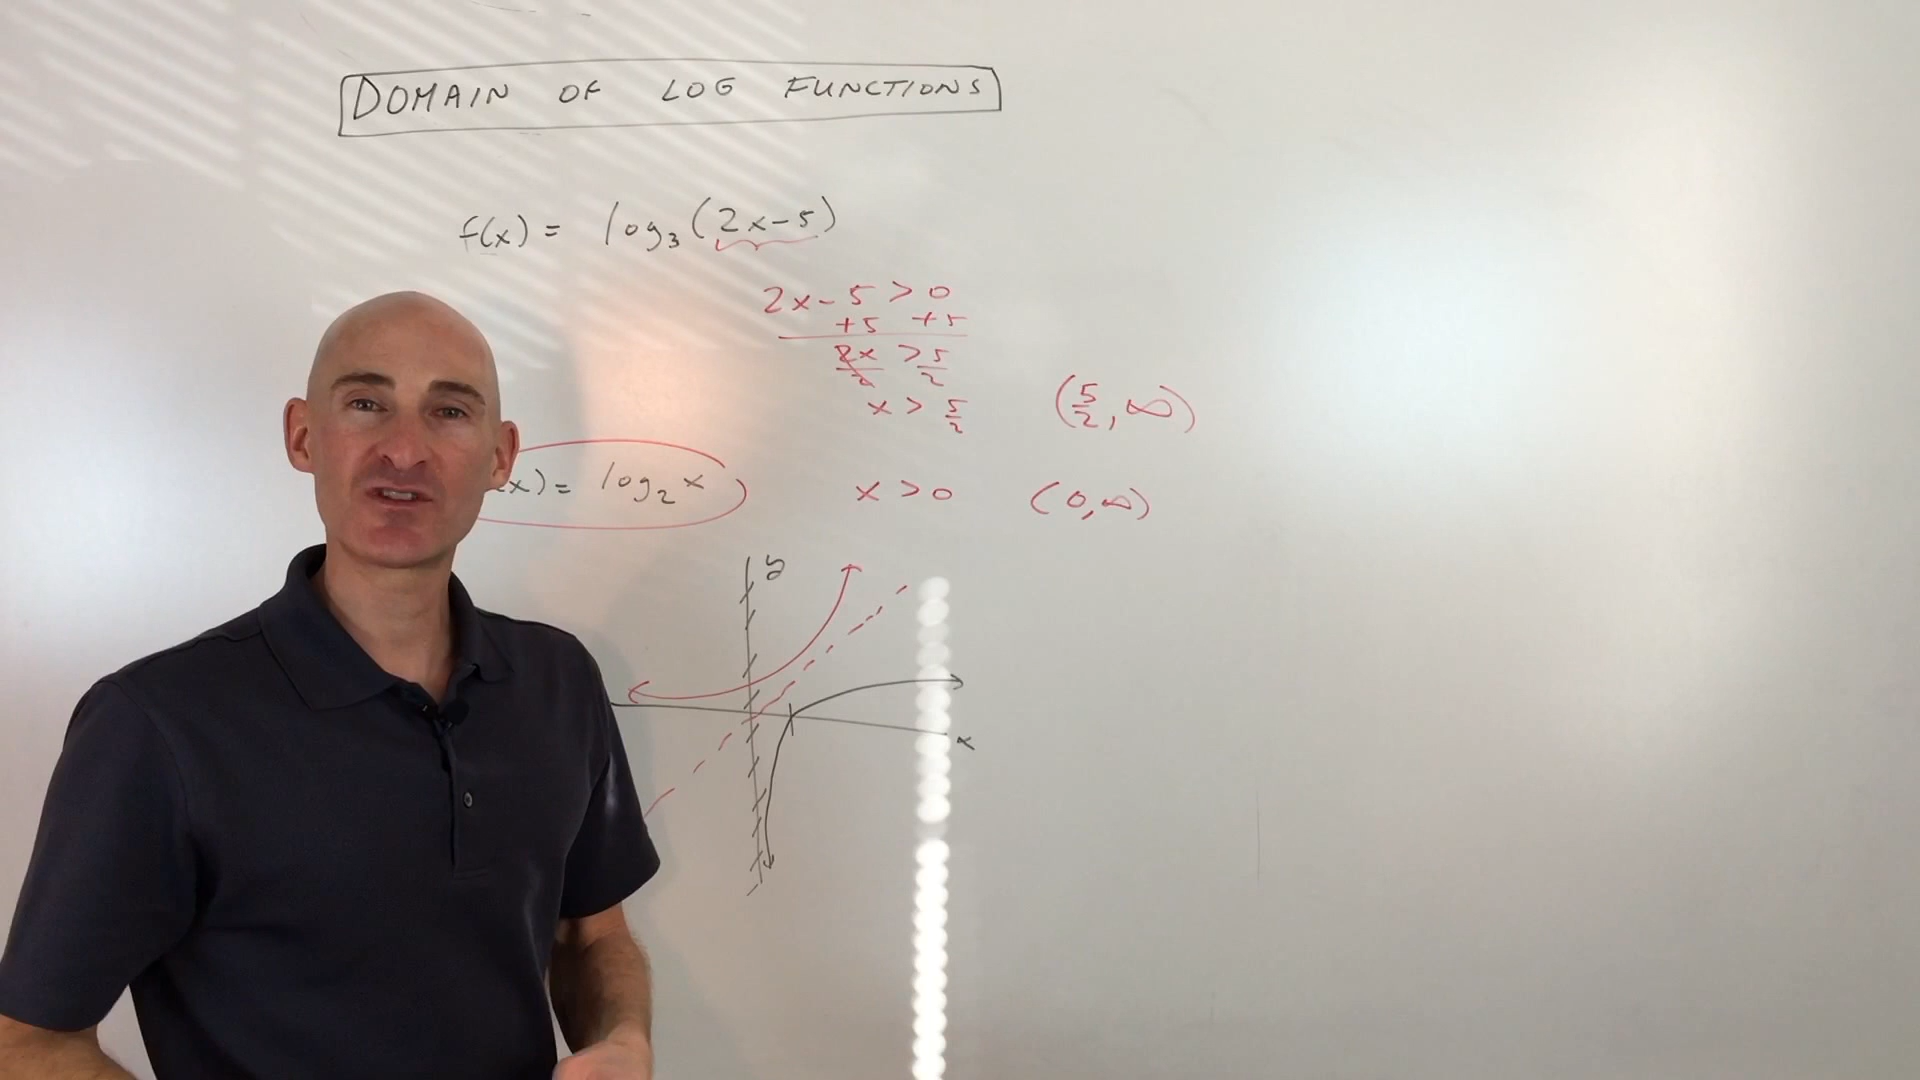 DOMAIN OF LOG FUNCTIONS
f(x) = log₃(2x-5)
2x-5 > 0
+5 +5
2x/2 > 5/2
x > 5/2 (5/2, ∞)
(x) = log₂x x > 0 (0,∞)
y
x